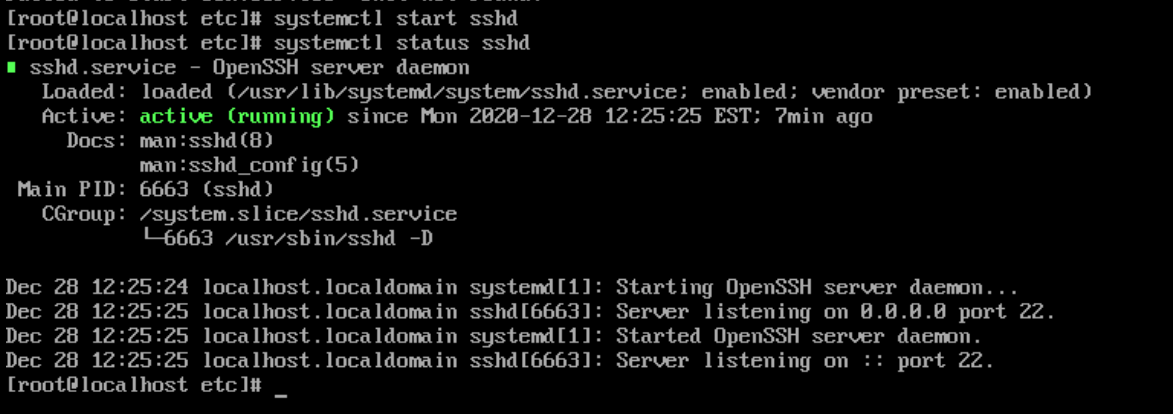 [root@localhost etc]# systemctl start sshd
[root@localhost etc]# systemctl status sshd
sshd.service - OpenSSH server daemon
Loaded: loaded (/usr/lib/systemd/system/sshd.service; enabled; vendor preset: enabled)
Active: active (running) since Mon 2020-12-28 12:25:25 EST; 7min ago
Docs: man:sshd(8)
man:sshd_config(5)
Main PID: 6663 (sshd)
CGroup: /system.slice/sshd.service
└─6663 /usr/sbin/sshd -D
Dec 28 12:25:24 localhost.localdomain systemd[1]: Starting OpenSSH server daemon...
Dec 28 12:25:25 localhost.localdomain sshd[6663]: Server listening on 0.0.0.0 port 22.
Dec 28 12:25:25 localhost.localdomain systemd[1]: Started OpenSSH server daemon.
Dec 28 12:25:25 localhost.localdomain sshd[6663]: Server listening on :: port 22.
[root@localhost etc]# _